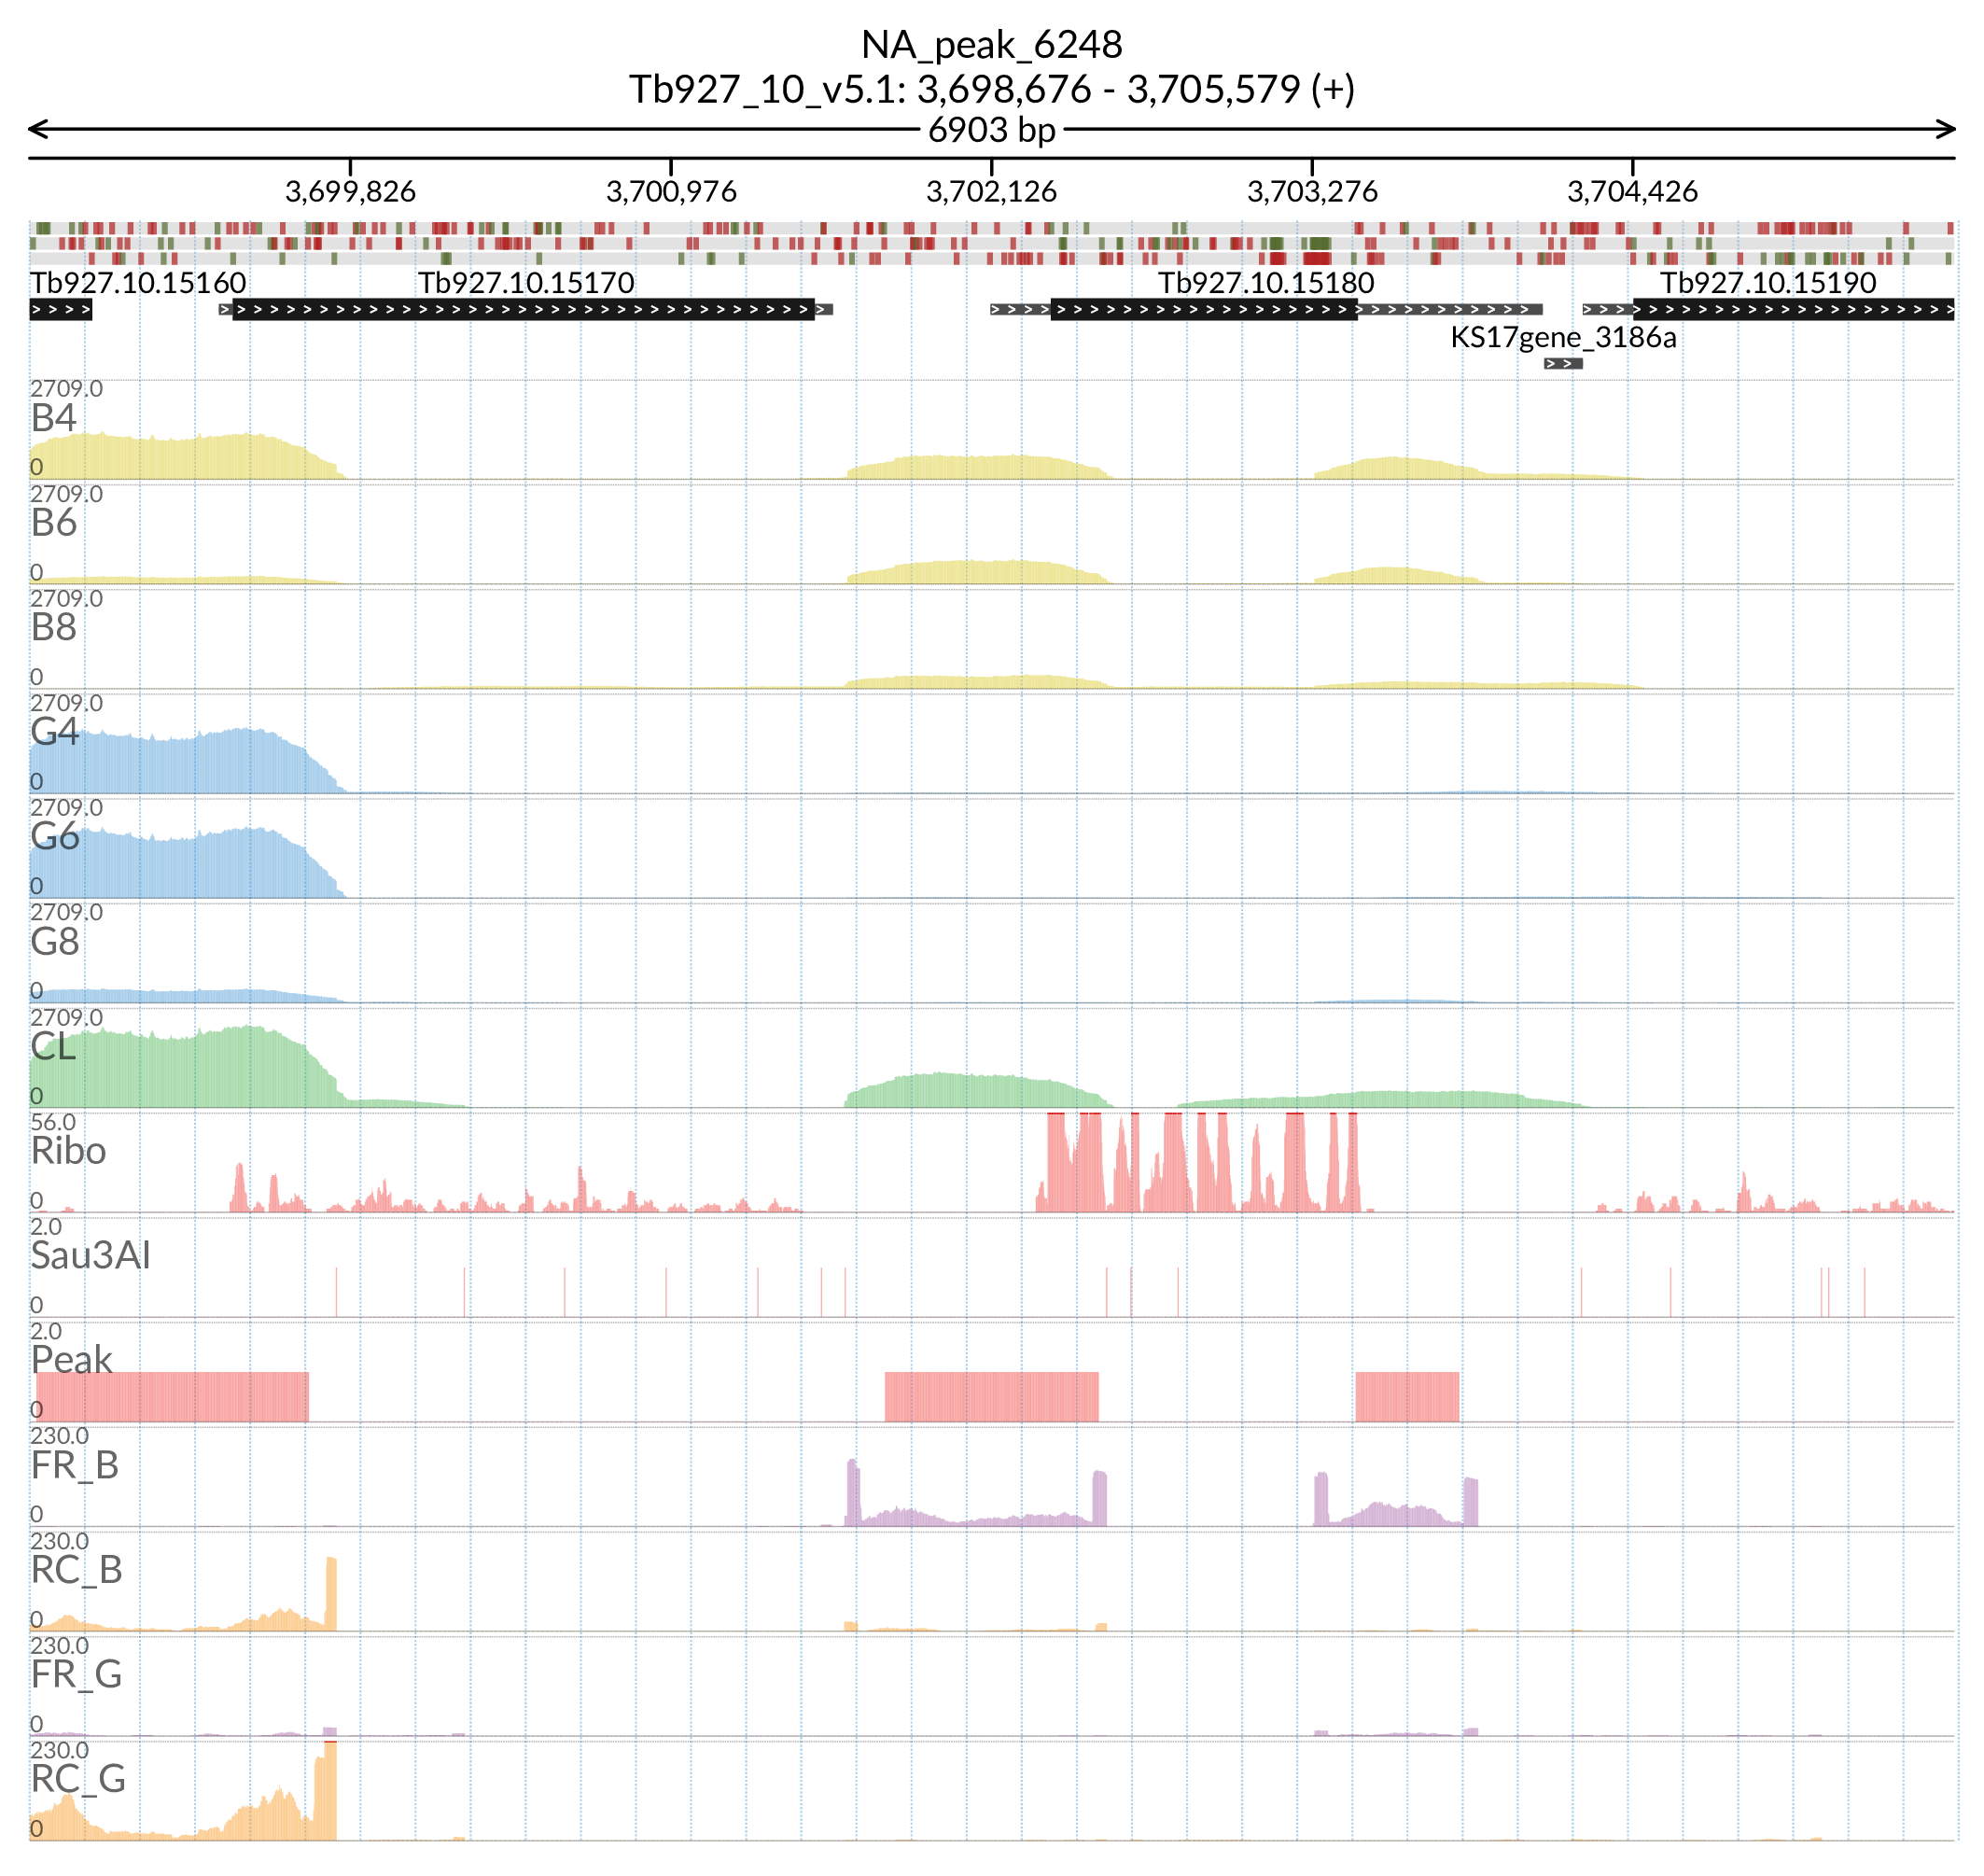 NA_peak_6248
Tb927_10_v5.1: 3,698,676 - 3,705,579 (+)
6903 bp
3,699,826 3,700,976 3,702,126 3,703,276 3,704,426
Tb927.10.15160 Tb927.10.15170 Tb927.10.15180 Tb927.10.15190
KS17gene_3186a
2709.0
B4
0
2709.0
B6
0
2709.0
B8
0
2709.0
G4
0
2709.0
G6
0
2709.0
G8
0
2709.0
CL
0
56.0
Ribo
0
2.0
Sau3AI
0
2.0
Peak
0
230.0
FR_B
0
230.0
RC_B
0
230.0
FR_G
0
230.0
RC_G
0